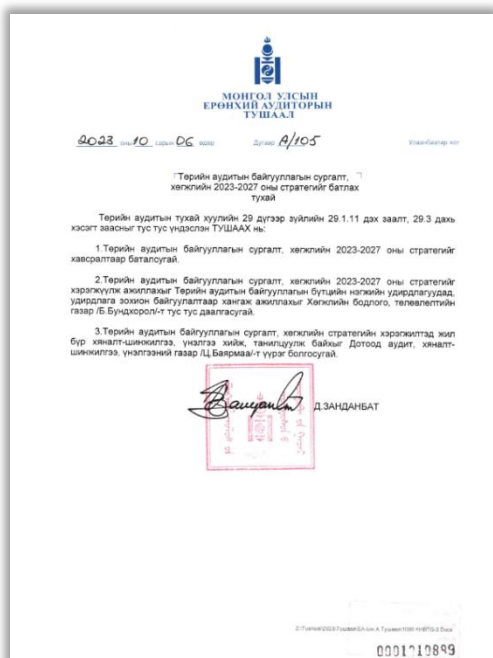 МОНГОЛ УЛСЫН
ЕРӨНХИЙ АУДИТОРЫН
ТУШААЛ
2023 оны 10 сарын 06 өдөр Дугаар А/105 Улаанбаатар хот
Төрийн аудитын байгууллагын сургалт,
хөгжлийн 2023-2027 оны стратегийг батлах
тухай
Төрийн аудитын тухай хуулийн 29 дүгээр зүйлийн 29.1.11 дэх заалт, 29.3 дахь
хэсэгт заасныг тус тус үндэслэн ТУШААХ нь:
1.Төрийн аудитын байгууллагын сургалт, хөгжлийн 2023-2027 оны стратегийг
хавсралтаар баталсугай.
2.Төрийн аудитын байгууллагын сургалт, хөгжлийн 2023-2027 оны стратегийг
хэрэгжүүлж ажиллахыг Төрийн аудитын байгууллагын бүтцийн нэгжийн удирдлагуудад,
удирдлага зохион байгуулалтаар хангаж ажиллахыг Хөгжлийн бодлого, төлөвлөлтийн
газар /Б.Бундхорол/-т тус тус даалгасугай.
3.Төрийн аудитын байгууллагын сургалт, хөгжлийн стратегийн хэрэгжилтэд жил
бүр хяналт-шинжилгээ, үнэлгээ хийж, танилцуулж байхыг Дотоод аудит, хяналт-
шинжилгээ, үнэлгээний газар /Ц.Баярмаа/-т үүрэг болгосугай.
Д.ЗАНДАНБАТ
0001710899